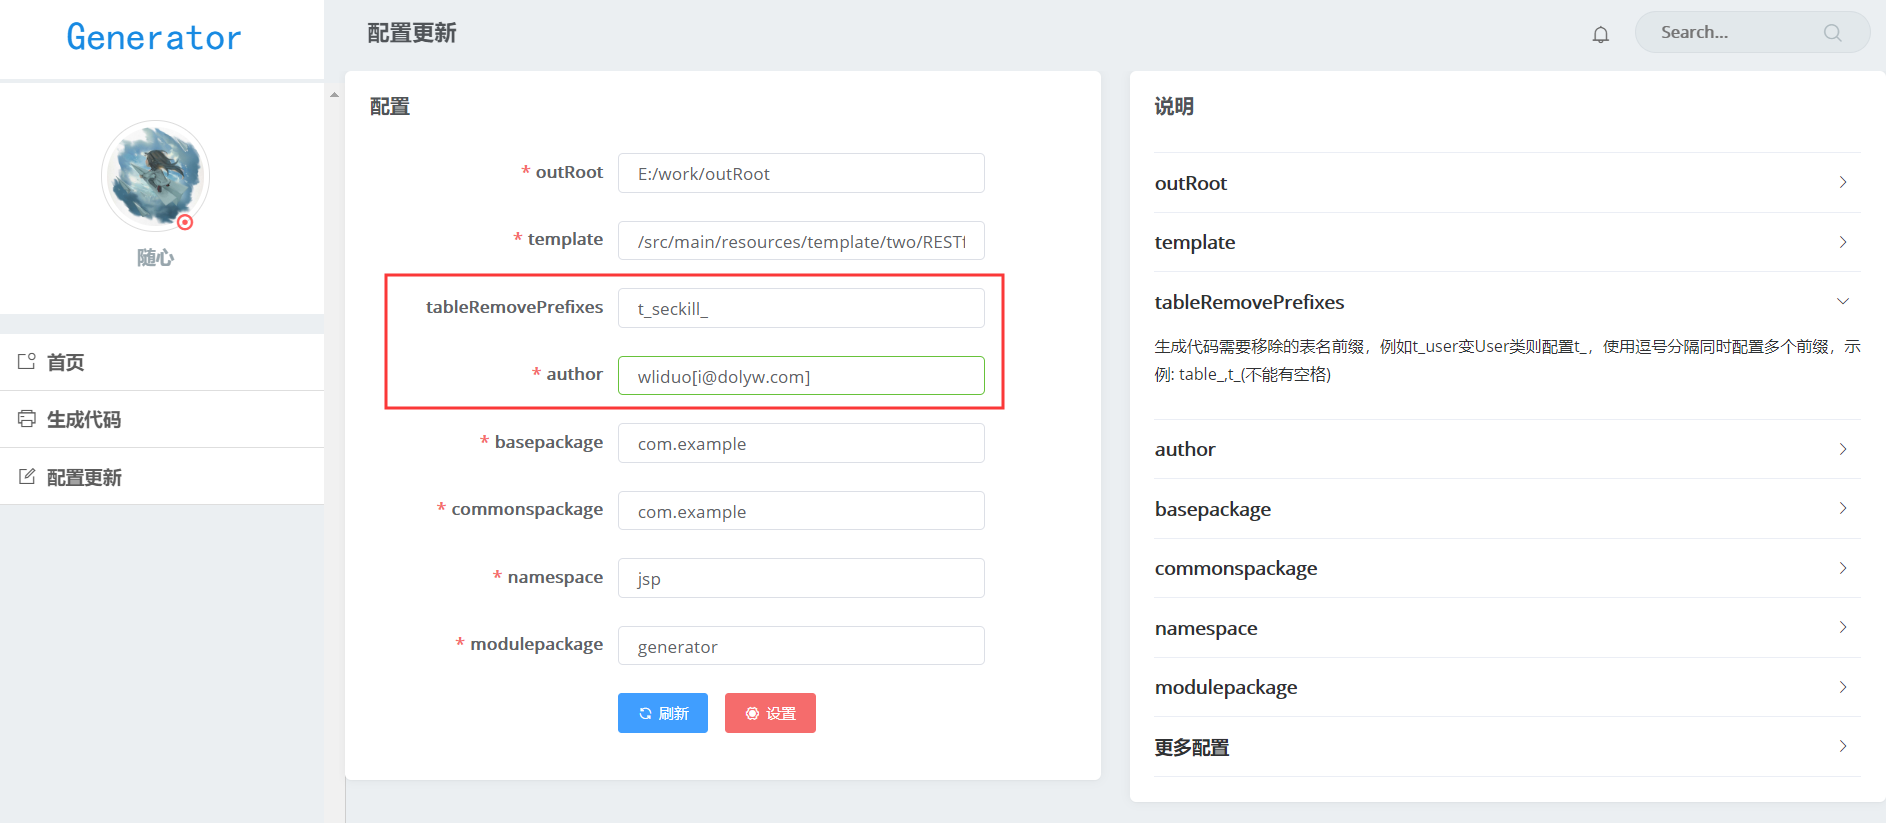 Generator
配置更新
Search...
随心
首页
生成代码
配置更新
配置
* outRoot
E:/work/outRoot
* template
/src/main/resources/template/two/REST
tableRemovePrefixes
t_seckill_
* author
wliduo[i@dolyw.com]
* basepackage
com.example
* commonspackage
com.example
* namespace
jsp
* modulepackage
generator
刷新
设置
说明
outRoot
template
tableRemovePrefixes
生成代码需要移除的表名前缀，例如t_user变User类则配置t_，使用逗号分隔同时配置多个前缀，示
例: table_,t_(不能有空格)
author
basepackage
commonspackage
namespace
modulepackage
更多配置